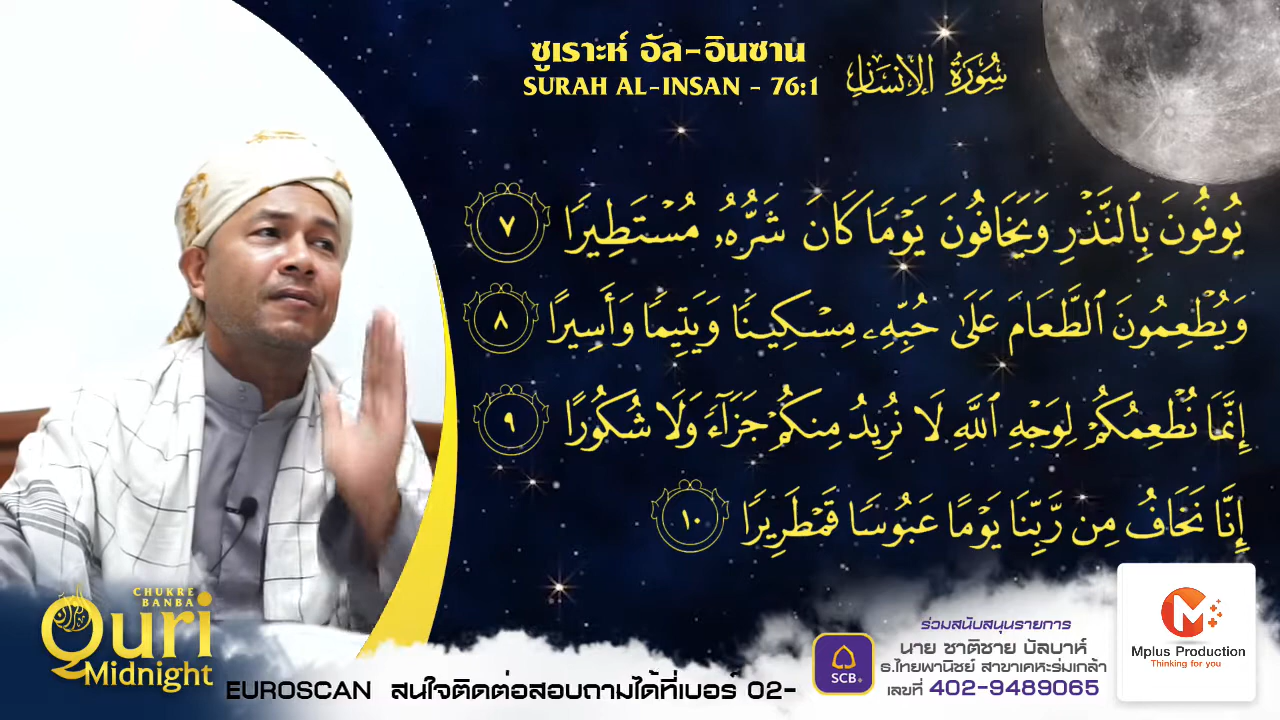 ซูเราะห์ อัล-อินซาน
SURAH AL-INSAN - 76:1
سُورَةُ الإِنسَانِ
يُوفُونَ بِٱلنَّذْرِ وَيَخَافُونَ يَوْمًا كَانَ شَرُّهُۥ مُسْتَطِيرًا ٧
وَيُطْعِمُونَ ٱلطَّعَامَ عَلَىٰ حُبِّهِۦ مِسْكِينًا وَيَتِيمًا وَأَسِيرًا ٨
إِنَّمَا نُطْعِمُكُمْ لِوَجْهِ ٱللَّهِ لَا نُرِيدُ مِنكُمْ جَزَآءً وَلَا شُكُورًا ٩
إِنَّا نَخَافُ مِن رَّبِّنَا يَوْمًا عَبُوسًا قَمْطَرِيرًا ١٠
CHUKRE
BANBA
Quri
Midnight
EUROSCAN สนใจติดต่อสอบถามได้ที่เบอร์ 02-
SCB
ร่วมสนับสนุนรายการ
นาย ชาติชาย บัลบาห์
ธ.ไทยพานิชย์ สาขาเคหะร่มเกล้า
เลขที่ 402-9489065
Mplus Production
Thinking for you